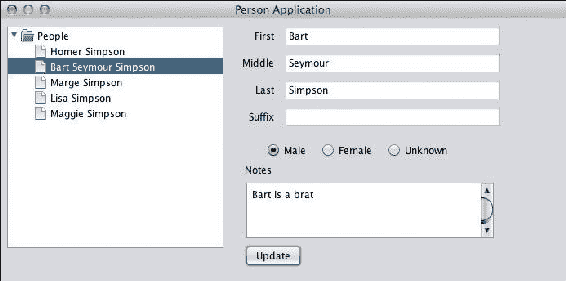 Person Application
People
Homer Simpson
Bart Seymour Simpson
Marge Simpson
Lisa Simpson
Maggie Simpson
First Bart
Middle Seymour
Last Simpson
Suffix
Male Female Unknown
Notes
Bart is a brat
Update